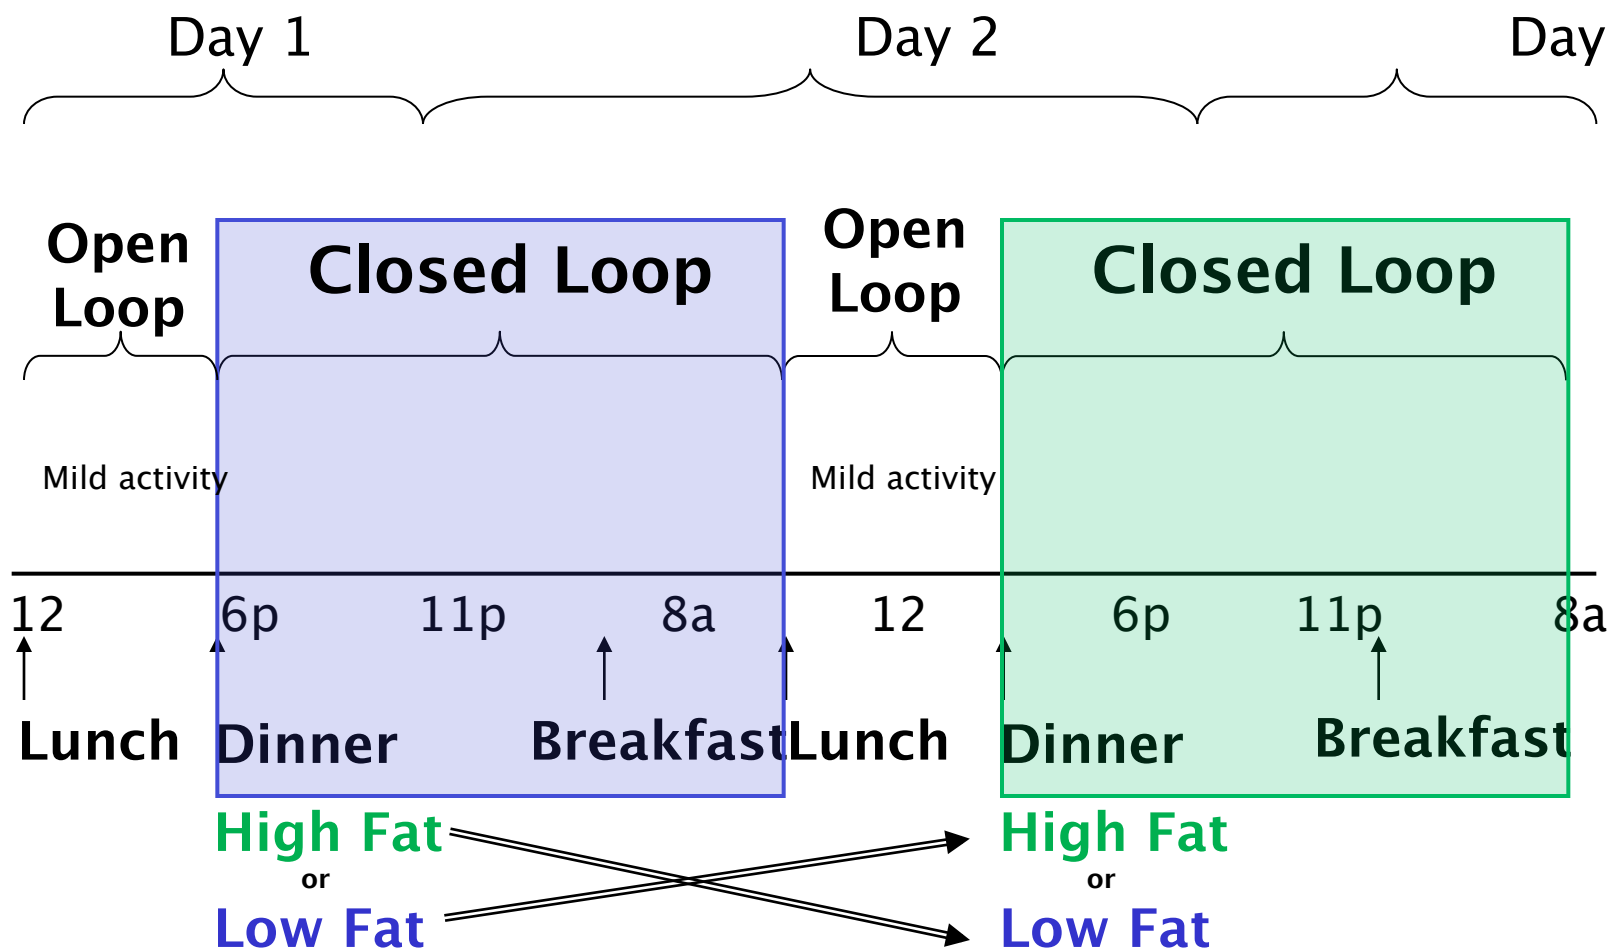 Day 1
Day 2
Day
Open
Loop
Closed Loop
Open
Loop
Closed Loop
Mild activity
Mild activity
12
6p
11p
8a
12
6p
11p
8a
Lunch
Dinner
Breakfast
Lunch
Dinner
Breakfast
High Fat
or
Low Fat
High Fat
or
Low Fat